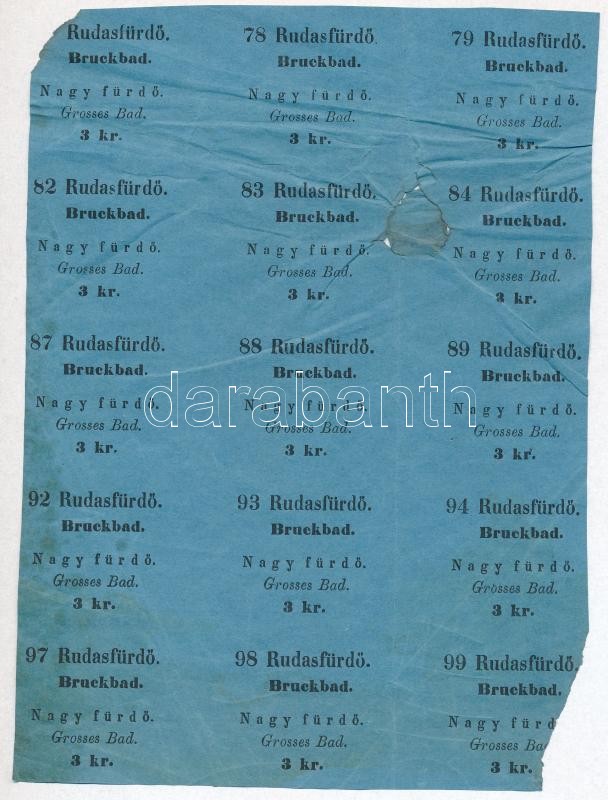 Rudasfürdő.
Bruckbad.
Nagy fürdő.
Grosses Bad.
3 kr.
78 Rudasfürdő.
Bruckbad.
Nagy fürdő.
Grosses Bad.
3 kr.
79 Rudasfürdő.
Bruckbad.
Nagy fürdő.
Grosses Bad.
3 kr.
82 Rudasfürdő.
Bruckbad.
Nagy fürdő.
Grosses Bad.
3 kr.
83 Rudasfürdő.
Bruckbad.
Nagy fürdő.
Grosses Bad.
3 kr.
84 Rudasfürdő.
Bruckbad.
Nagy fürdő.
Grosses Bad.
3 kr.
87 Rudasfürdő.
Bruckbad.
Nagy fürdő.
Grosses Bad.
3 kr.
88 Rudasfürdő.
Bruckbad.
Nagy fürdő.
Grosses Bad.
3 kr.
89 Rudasfürdő.
Bruckbad.
Nagy fürdő.
Grosses Bad.
3 kr.
darabanth
92 Rudasfürdő.
Bruckbad.
Nagy fürdő.
Grosses Bad.
3 kr.
93 Rudasfürdő.
Bruckbad.
Nagy fürdő.
Grosses Bad.
3 kr.
94 Rudasfürdő.
Bruckbad.
Nagy fürdő.
Grosses Bad.
3 kr.
97 Rudasfürdő.
Bruckbad.
Nagy fürdő.
Grosses Bad.
3 kr.
98 Rudasfürdő.
Bruckbad.
Nagy fürdő.
Grosses Bad.
3 kr.
99 Rudasfürdő.
Bruckbad.
Nagy fürd
Grosses Ba
3 kr.